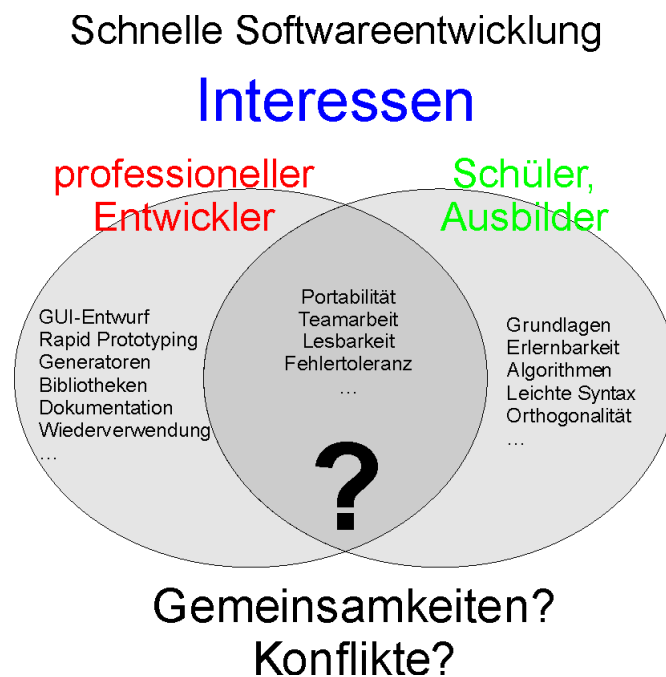 Schnelle Softwareentwicklung
Interessen
professioneller
Entwickler
Schüler,
Ausbilder
GUI-Entwurf
Rapid Prototyping
Generatoren
Bibliotheken
Dokumentation
Wiederverwendung
…
Portabilität
Teamarbeit
Lesbarkeit
Fehlertoleranz
…
?
Grundlagen
Erlernbarkeit
Algorithmen
Leichte Syntax
Orthogonalität
…
Gemeinsamkeiten?
Konflikte?